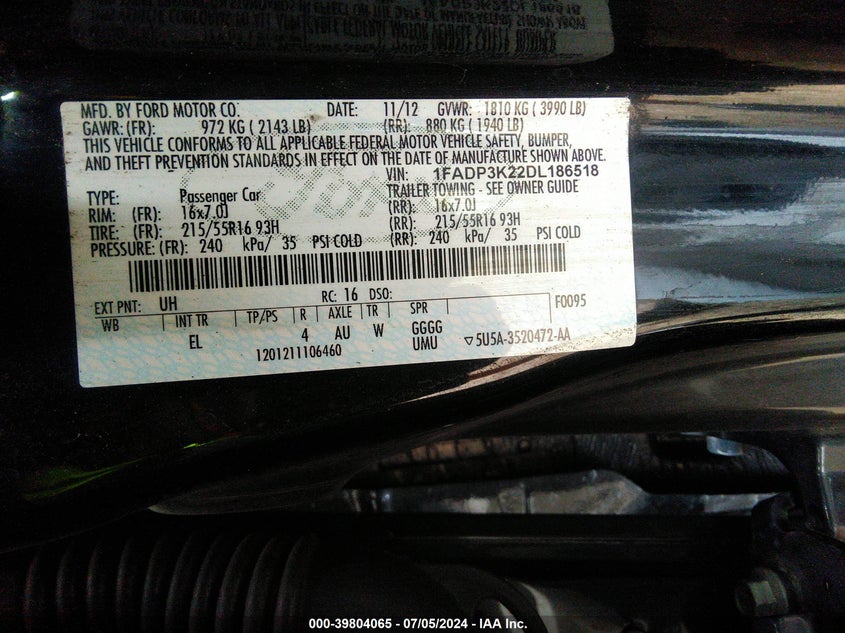 MFD. BY FORD MOTOR CO. DATE: 11/12 GVWR: 1810 KG ( 3990 LB)
GAWR: (FR): 972 KG ( 2143 LB) (RR): 880 KG ( 1940 LB)
THIS VEHICLE CONFORMS TO ALL APPLICABLE FEDERAL MOTOR VEHICLE SAFETY, BUMPER,
AND THEFT PREVENTION STANDARDS IN EFFECT ON THE DATE OF MANUFACTURE SHOWN ABOVE.
VIN: 1FADP3K22DL186518
TYPE: Passenger Car TRAILER TOWING - SEE OWNER GUIDE
RIM: (FR): 16x7.0J (RR): 16x7.0J
TIRE: (FR): 215/55R16 93H (RR): 215/55R16 93H
PRESSURE: (FR): 240 kPa/ 35 PSI COLD (RR): 240 kPa/ 35 PSI COLD
EXT PNT: UH RC: 16 DSO: F0095
WB INT TR TP/PS R AXLE TR SPR
EL 4 AU W GGGG
1201211106460 UMU ▽5U5A-3520472-AA
000-39804065 - 07/05/2024 - IAA Inc.